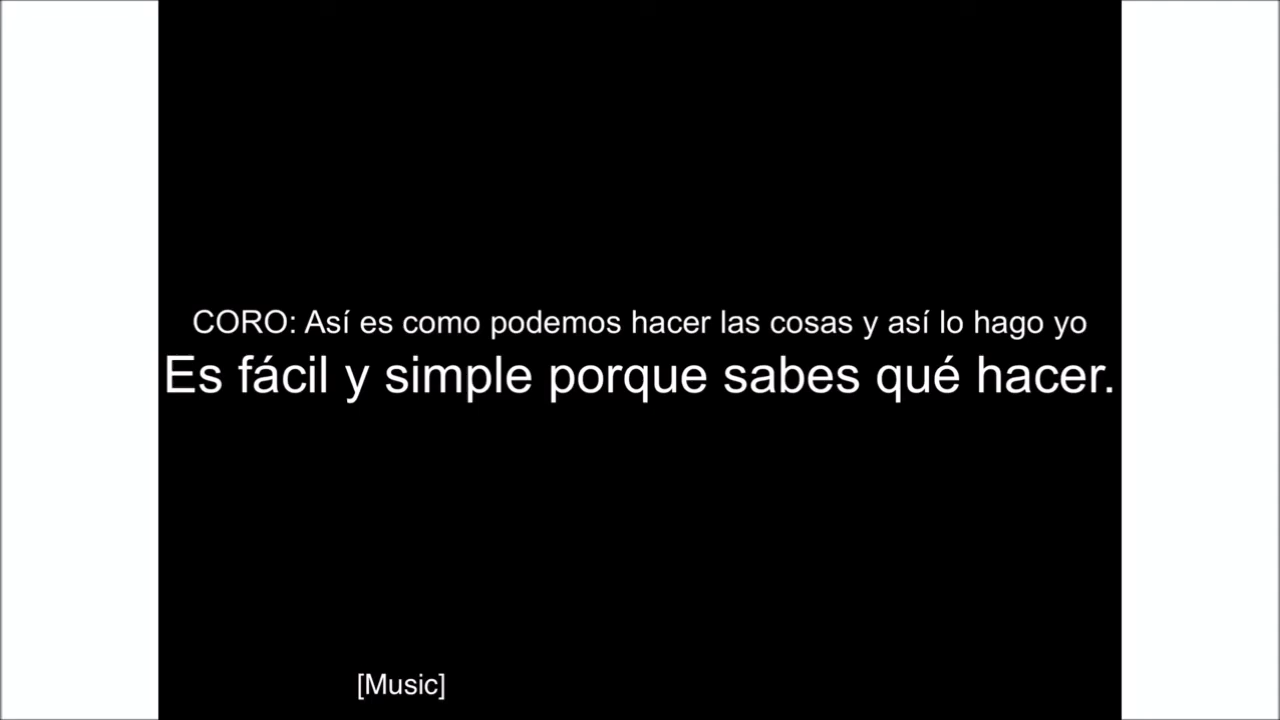 CORO: Así es como podemos hacer las cosas y así lo hago yo
Es fácil y simple porque sabes qué hacer.
[Music]